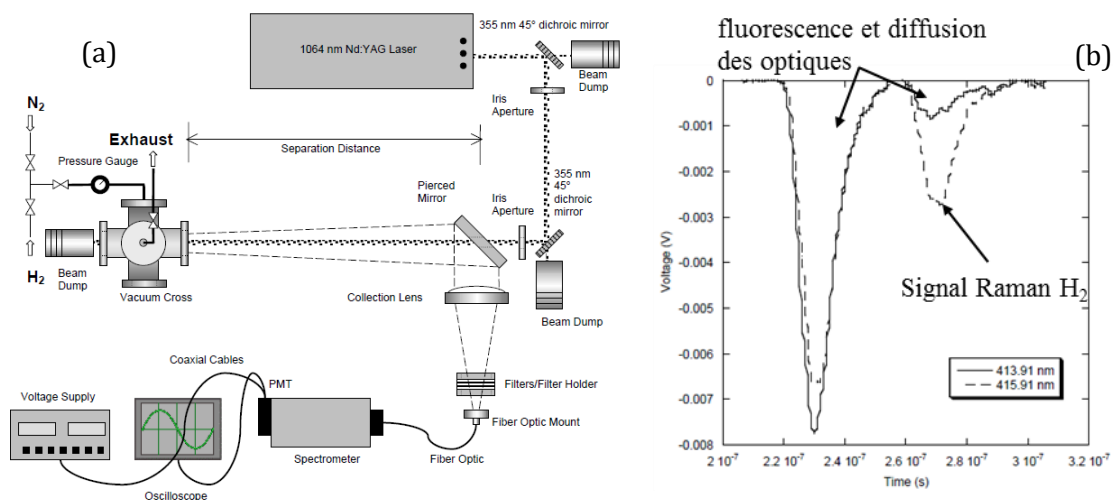 (a)
1064 nm Nd:YAG Laser
355 nm 45° dichroic mirror
Beam
Dump
Iris
Aperture
N₂
Exhaust
Pressure Gauge
Separation Distance
Pierced
Mirror
Iris
Aperture
355 nm
45°
dichroic
mirror
H₂
Beam
Dump
Vacuum Cross
Collection Lens
Beam Dump
Coaxial Cables
Filters/Filter Holder
Voltage Supply
PMT
Fiber Optic Mount
Spectrometer
Fiber Optic
Oscilloscope
fluorescence et diffusion
des optiques
(b)
0
-0.001
-0.002
-0.003
-0.004
-0.005
-0.006
-0.007
-0.008
Voltage (V)
Signal Raman H₂
413.91 nm
415.91 nm
2 10⁻⁷ 2.2 10⁻⁷ 2.4 10⁻⁷ 2.6 10⁻⁷ 2.8 10⁻⁷ 3 10⁻⁷ 3.2 10⁻⁷
Time (s)